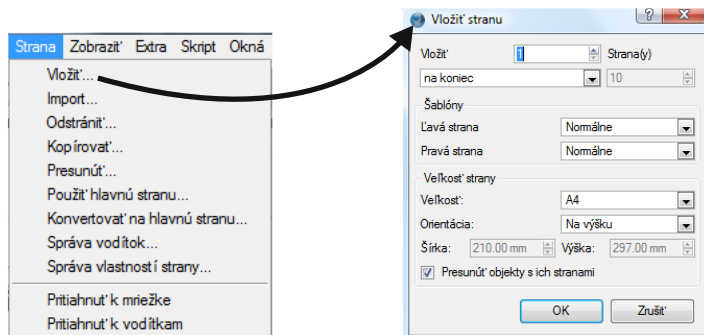 Strana Zobraziť Extra Skript Okná
Vložiť...
Import...
Odstrániť...
Kopírovať...
Presunúť...
Použiť hlavnú stranu...
Konvertovať na hlavnú stranu...
Správa vodítok...
Správa vlastností strany...
Pritiahnuť k mriežke
Pritiahnuť k vodítkam
Vložiť stranu
Vložiť 1 Strana(y)
na koniec 10
Šablóny
Ľavá strana Normálne
Pravá strana Normálne
Veľkosť strany
Veľkosť: A4
Orientácia: Na výšku
Šírka: 210.00 mm Výška: 297.00 mm
Presunúť objekty s ich stranami
OK Zrušiť